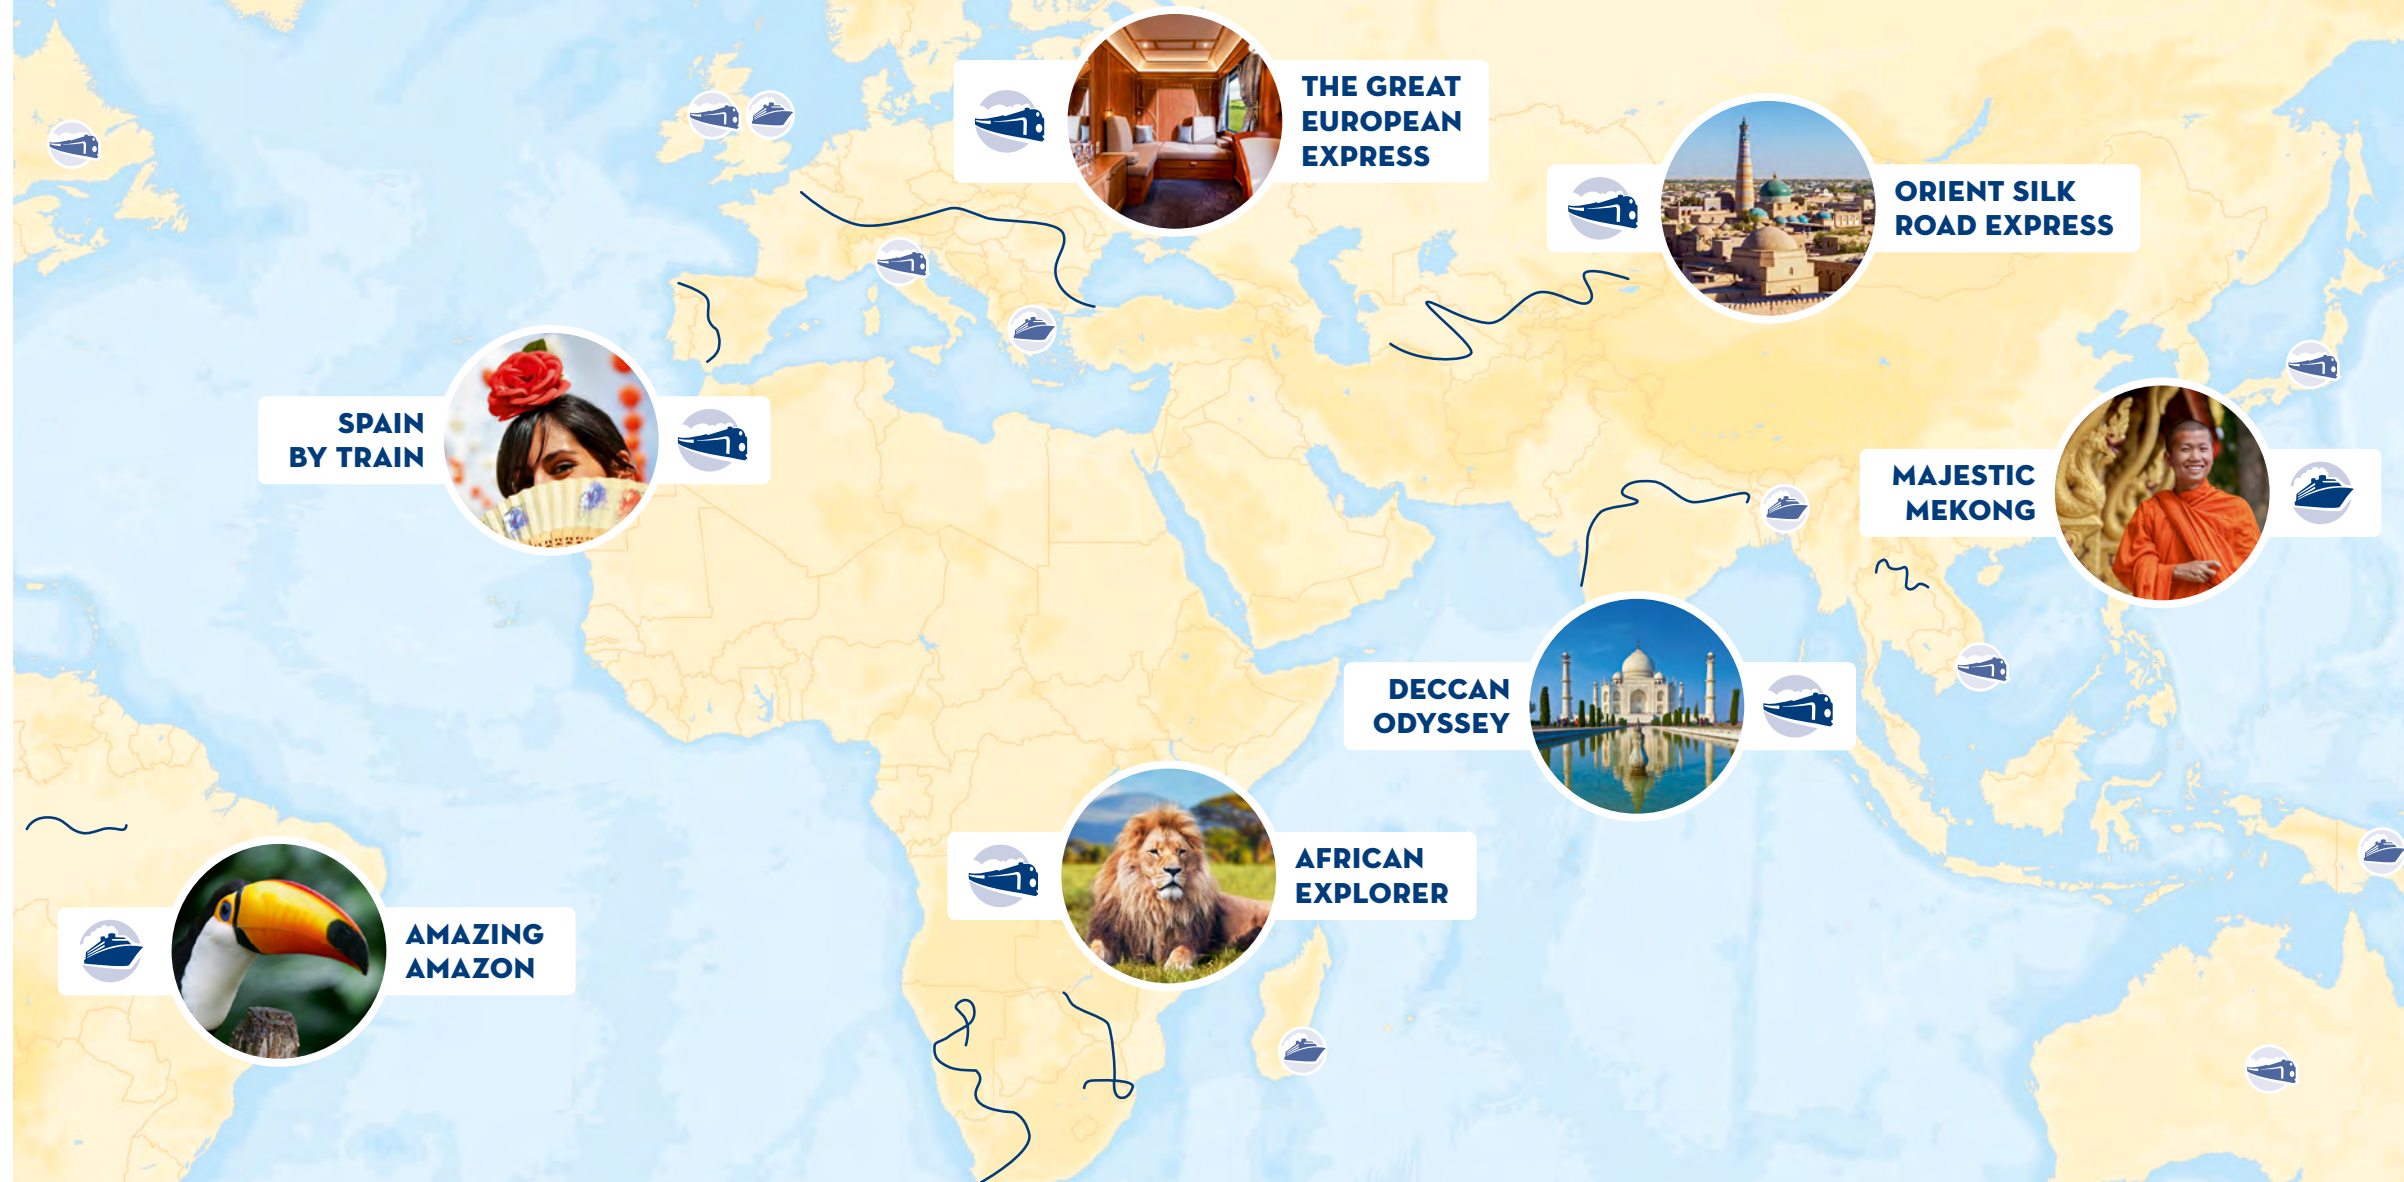 THE GREAT
EUROPEAN
EXPRESS
ORIENT SILK
ROAD EXPRESS
SPAIN
BY TRAIN
MAJESTIC
MEKONG
DECCAN
ODYSSEY
AFRICAN
EXPLORER
AMAZING
AMAZON